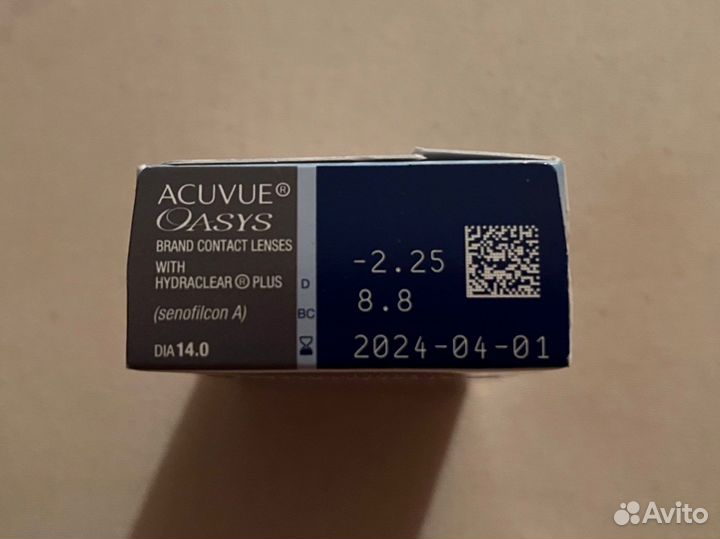 ACUVUE®
OASYS
BRAND CONTACT LENSES
WITH
HYDRACLEAR® PLUS
(senofilcon A)
DIA 14.0
D -2.25
BC 8.8
2024-04-01
Avito